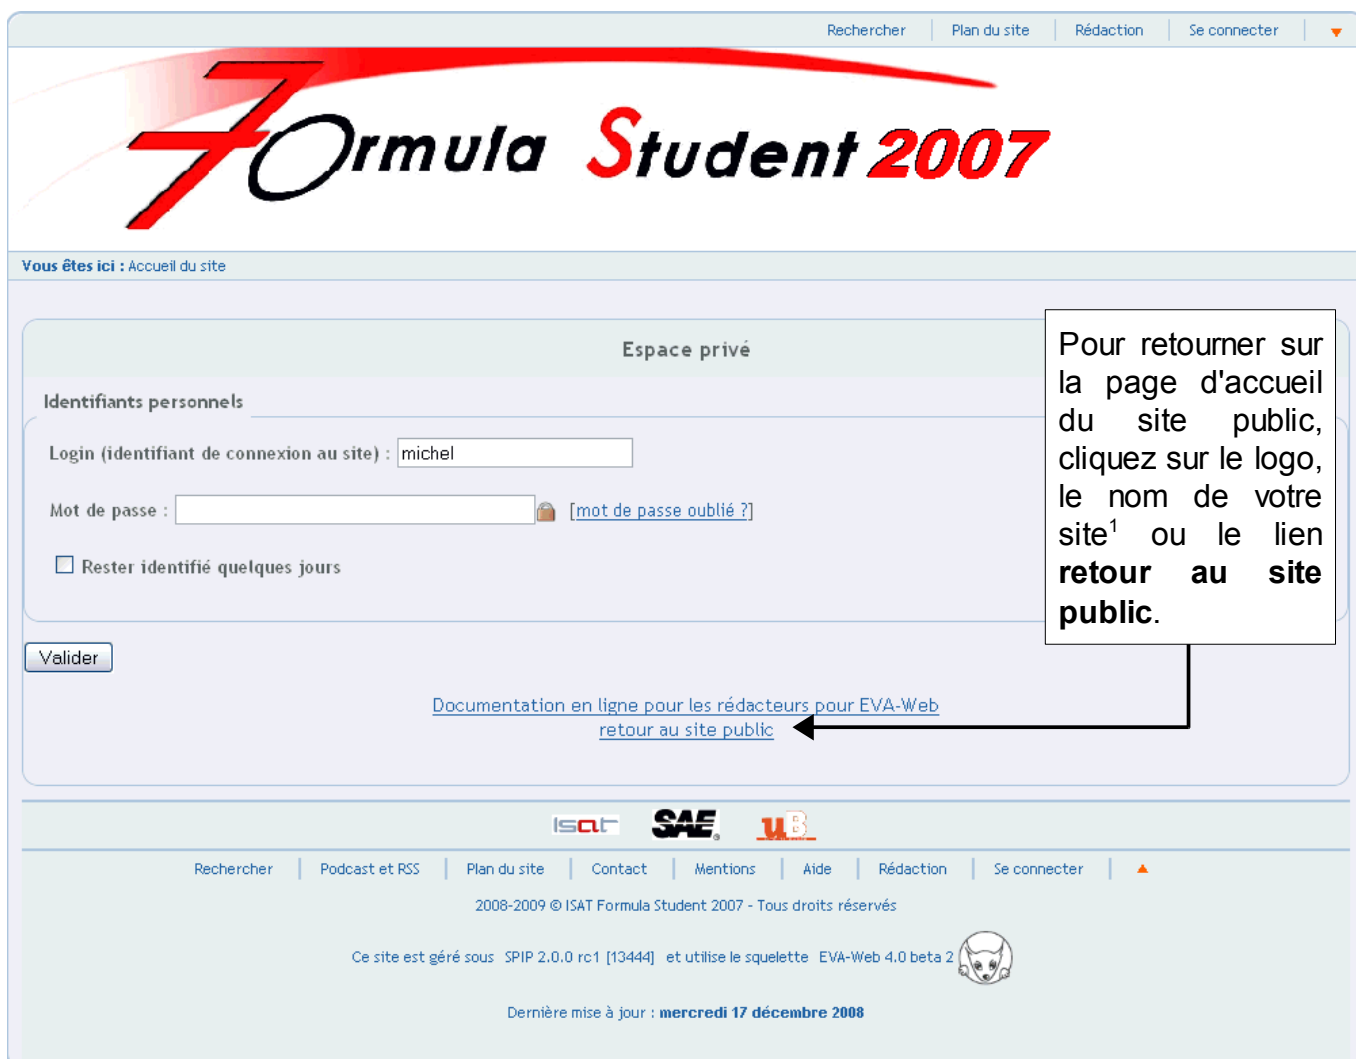 Rechercher Plan du site Rédaction Se connecter
Formula Student 2007
Vous êtes ici : Accueil du site
Espace privé
Identifiants personnels
Login (identifiant de connexion au site) : michel
Mot de passe : [mot de passe oublié ?]
Rester identifié quelques jours
Valider
Pour retourner sur
la page d'accueil
du site public,
cliquez sur le logo,
le nom de votre
site¹ ou le lien
retour au site
public.
Documentation en ligne pour les rédacteurs pour EVA-Web
retour au site public
Isat SAE uB
Rechercher Podcast et RSS Plan du site Contact Mentions Aide Rédaction Se connecter
2008-2009 © ISAT Formula Student 2007 - Tous droits réservés
Ce site est géré sous SPIP 2.0.0 rc1 [13444] et utilise le squelette EVA-Web 4.0 beta 2
Dernière mise à jour : mercredi 17 décembre 2008